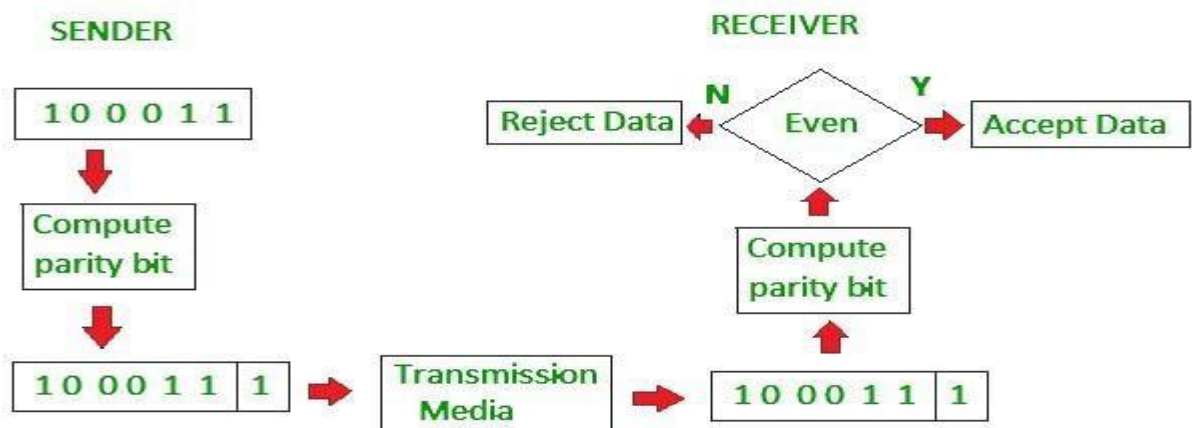 SENDER
1 0 0 0 1 1
Compute
parity bit
1 0 0 0 1 1 1
Transmission
Media
RECEIVER
N
Y
Reject Data
Even
Accept Data
Compute
parity bit
1 0 0 0 1 1 1